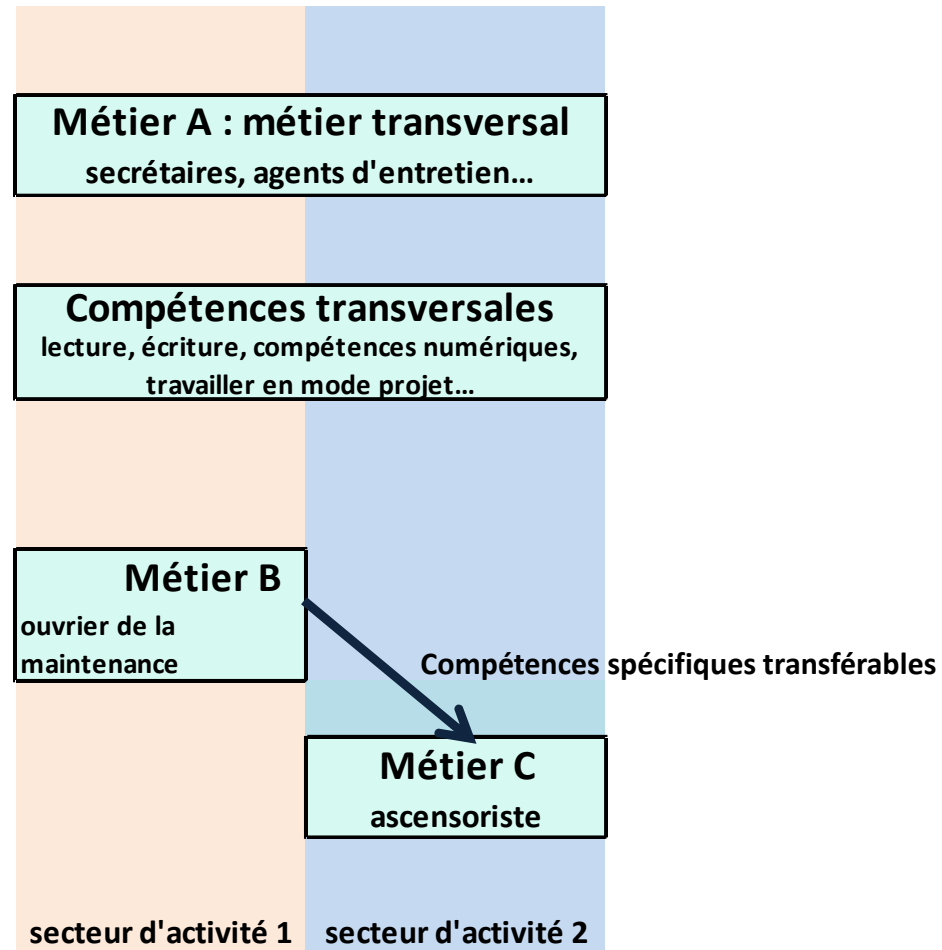 Métier A : métier transversal
secrétaires, agents d'entretien…
Compétences transversales
lecture, écriture, compétences numériques,
travailler en mode projet…
Métier B
ouvrier de la
maintenance
Compétences spécifiques transférables
Métier C
ascensoriste
secteur d'activité 1
secteur d'activité 2